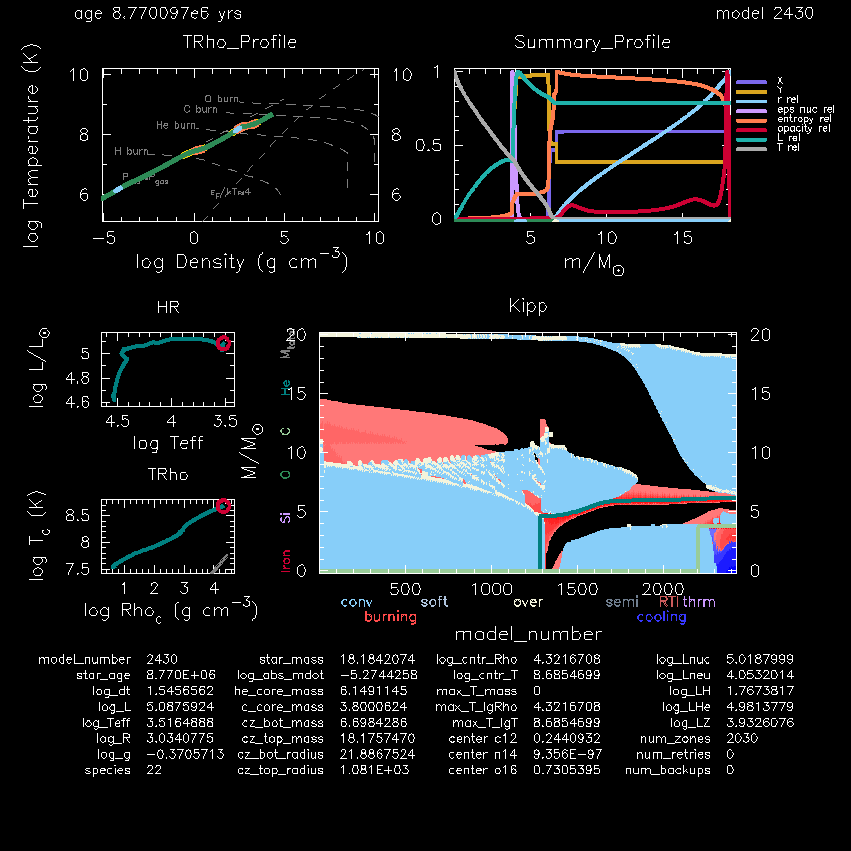 age 8.770097e6 yrs model 2430
TRho_Profile Summary_Profile
log Temperature (K)
10 8 6
O burn
C burn
He burn
H burn
10 8 6
−5 0 5 10
log Density (g cm−3)
1 0.5 0
5 10 15
m/M☉
X
Y
r rel
eps nuc rel
entropy rel
opacity rel
L rel
T rel
HR Kipp
log L/L☉
5 4.8 4.6
4.5 4 3.5
log Teff
TRho
log Tc (K)
8.5 8 7.5
1 2 3 4
log Rhoc (g cm−3)
M/M☉
Iron Si O C He
20 15 10 5 0
20 15 10 5 0
500 1000 1500 2000
conv soft over semi RTI thrm
burning cooling
model_number
model_number 2430 star_mass 18.1842074 log_cntr_Rho 4.3216708 log_Lnuc 5.0187999
star_age 8.770E+06 log_abs_mdot −5.2744258 log_cntr_T 8.6854699 log_Lneu 4.0532014
log_dt 1.5456562 he_core_mass 6.1491145 max_T_mass 0 log_LH 1.7673817
log_L 5.0875924 c_core_mass 3.8000624 max_T_lgRho 4.3216708 log_LHe 4.9813779
log_Teff 3.5164888 cz_bot_mass 6.6984286 max_T_lgT 8.6854699 log_LZ 3.9326076
log_R 3.0340775 cz_top_mass 18.1757470 center c12 0.2440932 num_zones 2030
log_g −0.3705713 cz_bot_radius 21.8867524 center n14 9.356E−97 num_retries 0
species 22 cz_top_radius 1.081E+03 center o16 0.7305395 num_backups 0